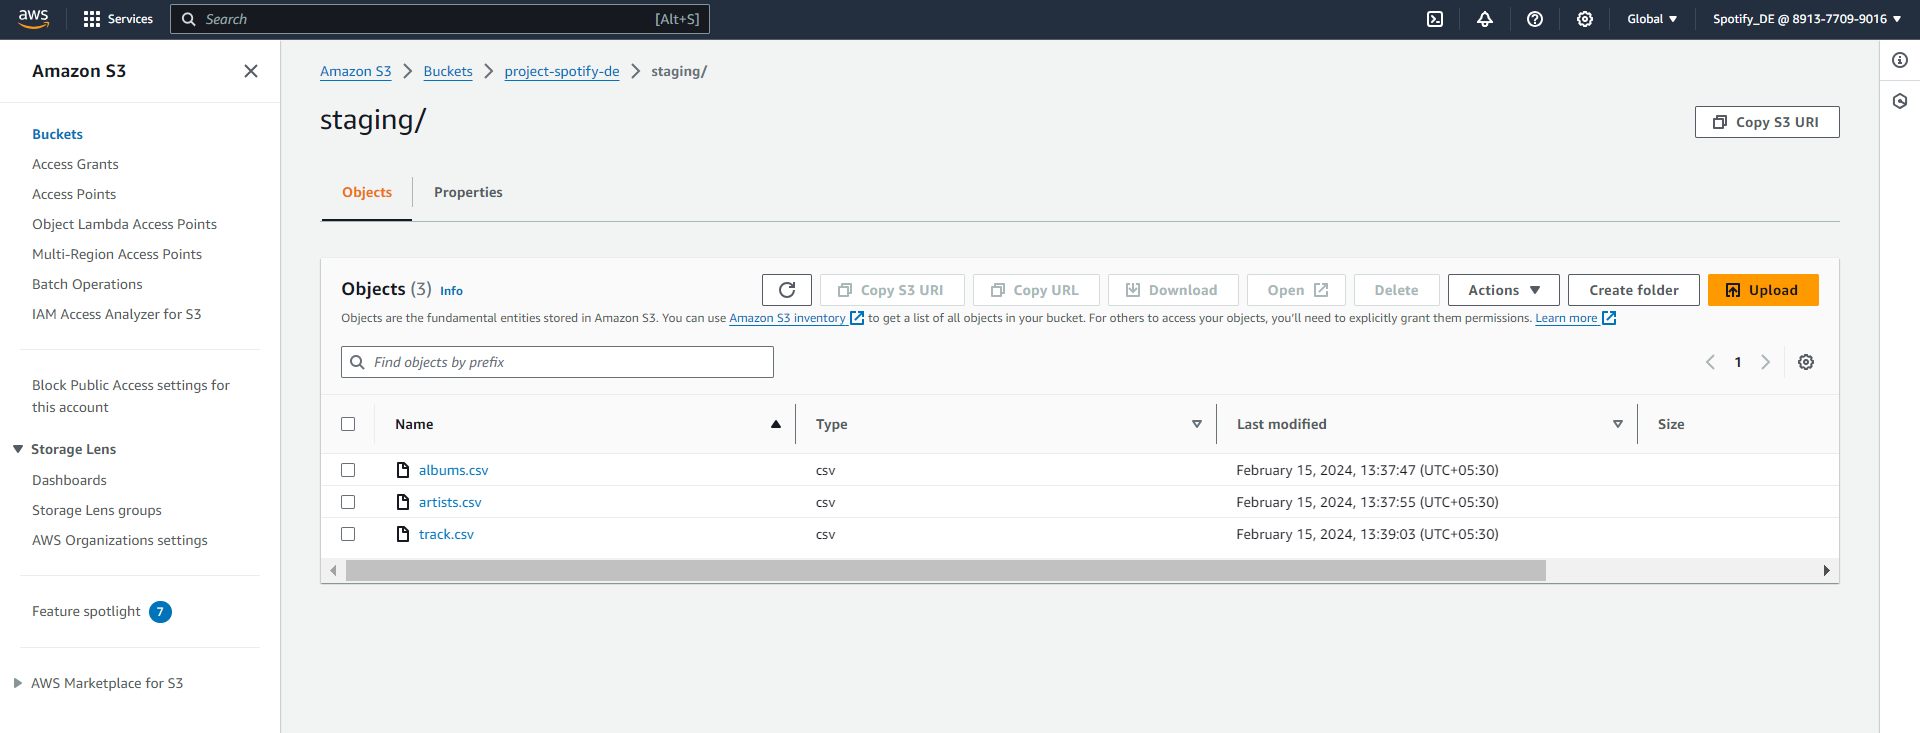 aws
Services
Search
[Alt+S]
Global
Spotify_DE @ 8913-7709-9016
Amazon S3
Buckets
Access Grants
Access Points
Object Lambda Access Points
Multi-Region Access Points
Batch Operations
IAM Access Analyzer for S3
Block Public Access settings for
this account
Storage Lens
Dashboards
Storage Lens groups
AWS Organizations settings
Feature spotlight 7
AWS Marketplace for S3
Amazon S3 > Buckets > project-spotify-de > staging/
staging/
Copy S3 URI
Objects
Properties
Objects (3) Info
Copy S3 URI
Copy URL
Download
Open
Delete
Actions
Create folder
Upload
Objects are the fundamental entities stored in Amazon S3. You can use Amazon S3 inventory to get a list of all objects in your bucket. For others to access your objects, you'll need to explicitly grant them permissions. Learn more
Find objects by prefix
1
Name Type Last modified Size
albums.csv csv February 15, 2024, 13:37:47 (UTC+05:30)
artists.csv csv February 15, 2024, 13:37:55 (UTC+05:30)
track.csv csv February 15, 2024, 13:39:03 (UTC+05:30)